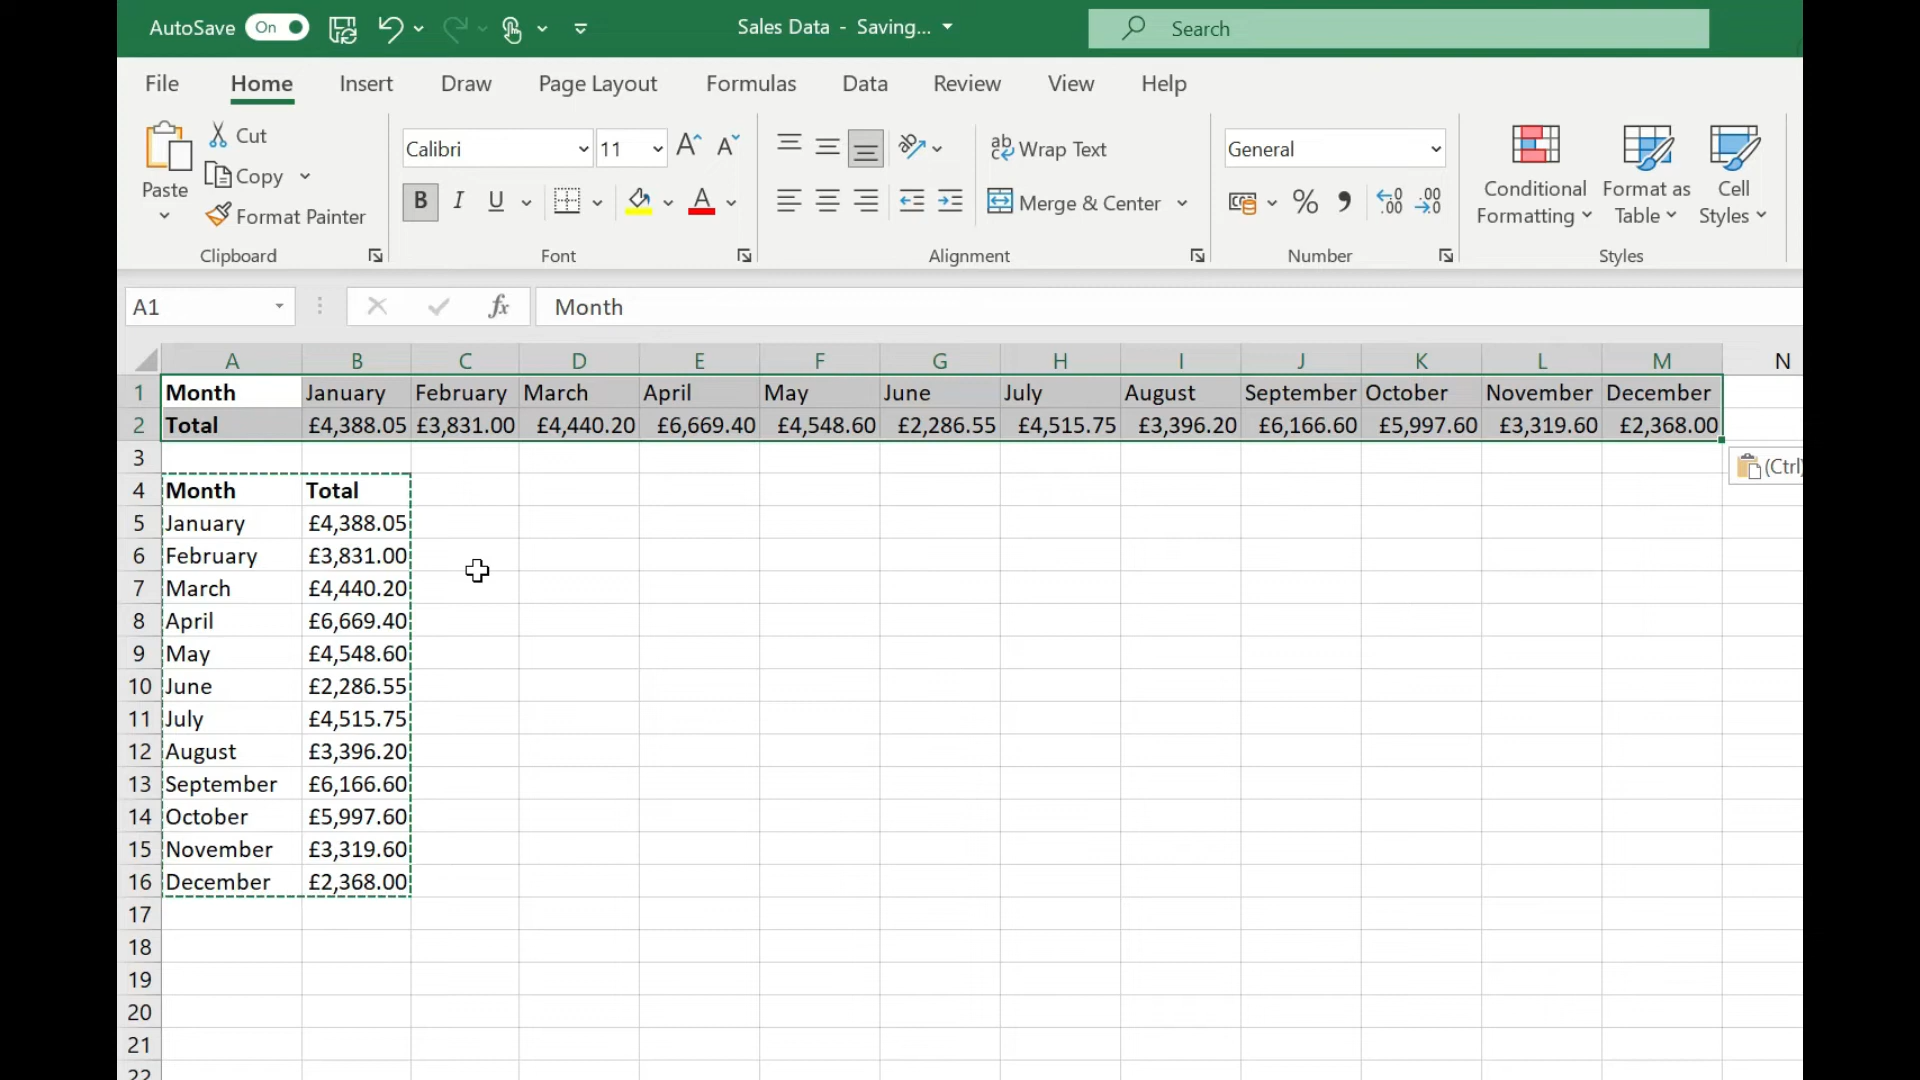 AutoSave On Sales Data - Saving... Search
File Home Insert Draw Page Layout Formulas Data Review View Help
Paste Cut Copy Format Painter Clipboard
Calibri 11 A A B I U A Font
ab Wrap Text Merge & Center Alignment
General % , .00 .00 Number
Conditional Formatting Format as Table Cell Styles Styles
A1 fx Month
A B C D E F G H I J K L M N
1 Month January February March April May June July August September October November December
2 Total £4,388.05 £3,831.00 £4,440.20 £6,669.40 £4,548.60 £2,286.55 £4,515.75 £3,396.20 £6,166.60 £5,997.60 £3,319.60 £2,368.00
3 (Ctrl)
4 Month Total
5 January £4,388.05
6 February £3,831.00
7 March £4,440.20
8 April £6,669.40
9 May £4,548.60
10 June £2,286.55
11 July £4,515.75
12 August £3,396.20
13 September £6,166.60
14 October £5,997.60
15 November £3,319.60
16 December £2,368.00
17
18
19
20
21
22